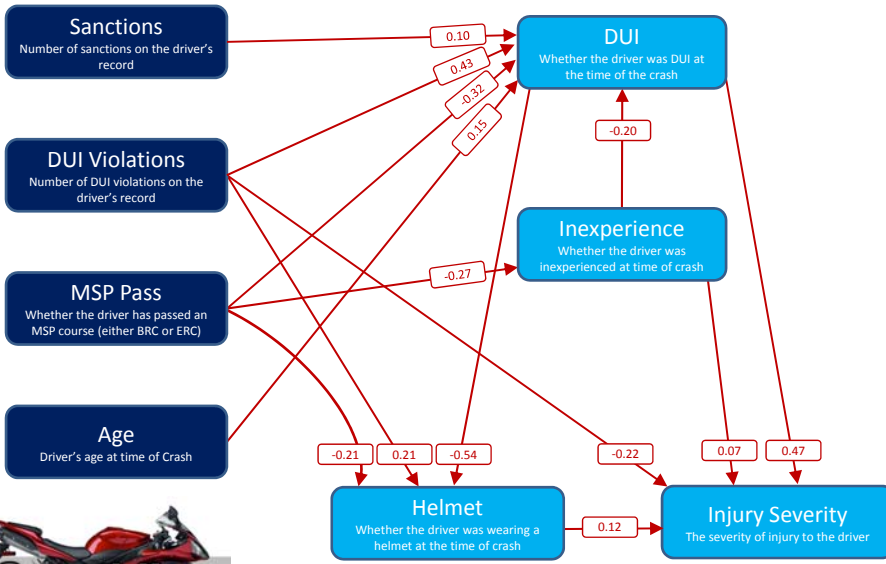 Sanctions
Number of sanctions on the driver's
record
DUI Violations
Number of DUI violations on the
driver's record
MSP Pass
Whether the driver has passed an
MSP course (either BRC or ERC)
Age
Driver's age at time of Crash
DUI
Whether the driver was DUI at
the time of the crash
Inexperience
Whether the driver was
inexperienced at time of crash
Helmet
Whether the driver was wearing a
helmet at the time of crash
Injury Severity
The severity of injury to the driver
0.10
0.43
-0.32
0.15
-0.20
-0.27
-0.21
0.21
-0.54
-0.22
0.07
0.47
0.12